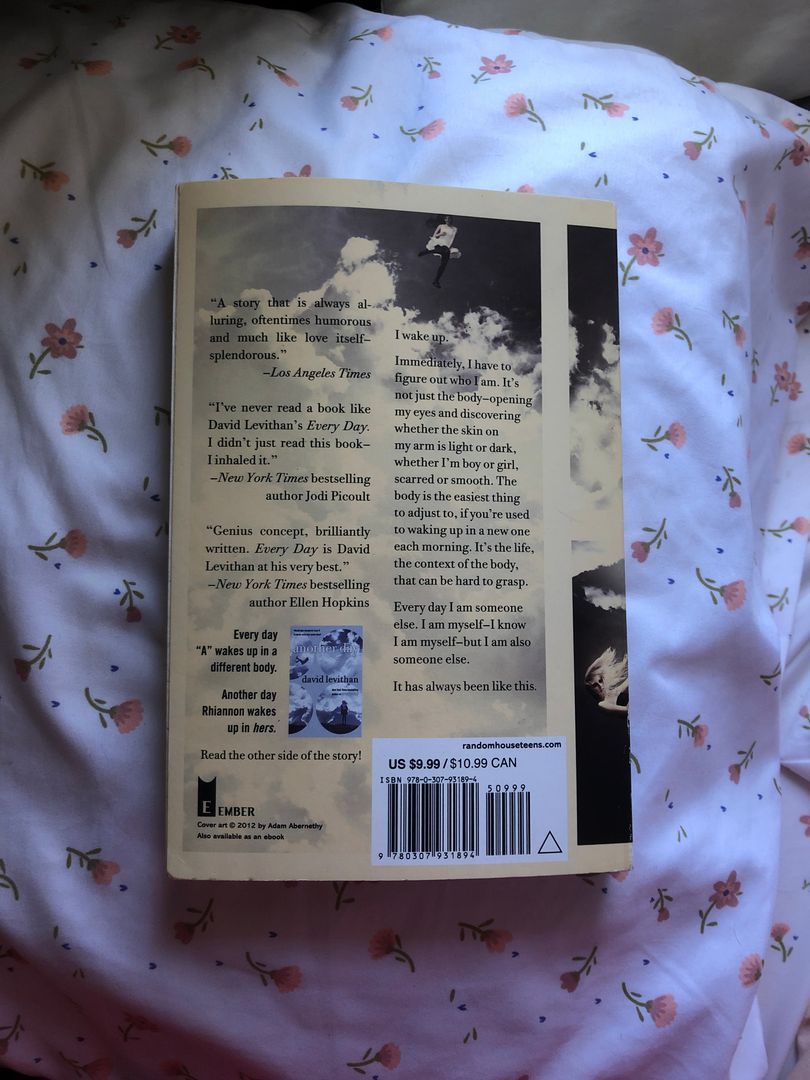 “A story that is always al-
luring, oftentimes humorous
and much like love itself–
splendorous.”
–Los Angeles Times
“I’ve never read a book like
David Levithan’s Every Day.
I didn’t just read this book–
I inhaled it.”
–New York Times bestselling
author Jodi Picoult
“Genius concept, brilliantly
written. Every Day is David
Levithan at his very best.”
–New York Times bestselling
author Ellen Hopkins
Every day
“A” wakes up in a
different body.
Another day
Rhiannon wakes
up in hers.
another day
david levithan
Read the other side of the story!
E EMBER
Cover art © 2012 by Adam Abernethy
Also available as an ebook
I wake up.
Immediately, I have to
figure out who I am. It’s
not just the body–opening
my eyes and discovering
whether the skin on
my arm is light or dark,
whether I’m boy or girl,
scarred or smooth. The
body is the easiest thing
to adjust to, if you’re used
to waking up in a new one
each morning. It’s the life,
the context of the body,
that can be hard to grasp.
Every day I am someone
else. I am myself–I know
I am myself–but I am also
someone else.
It has always been like this.
randomhouseteens.com
US $9.99 / $10.99 CAN
ISBN 978-0-307-93189-4
50999
9 780307 931894